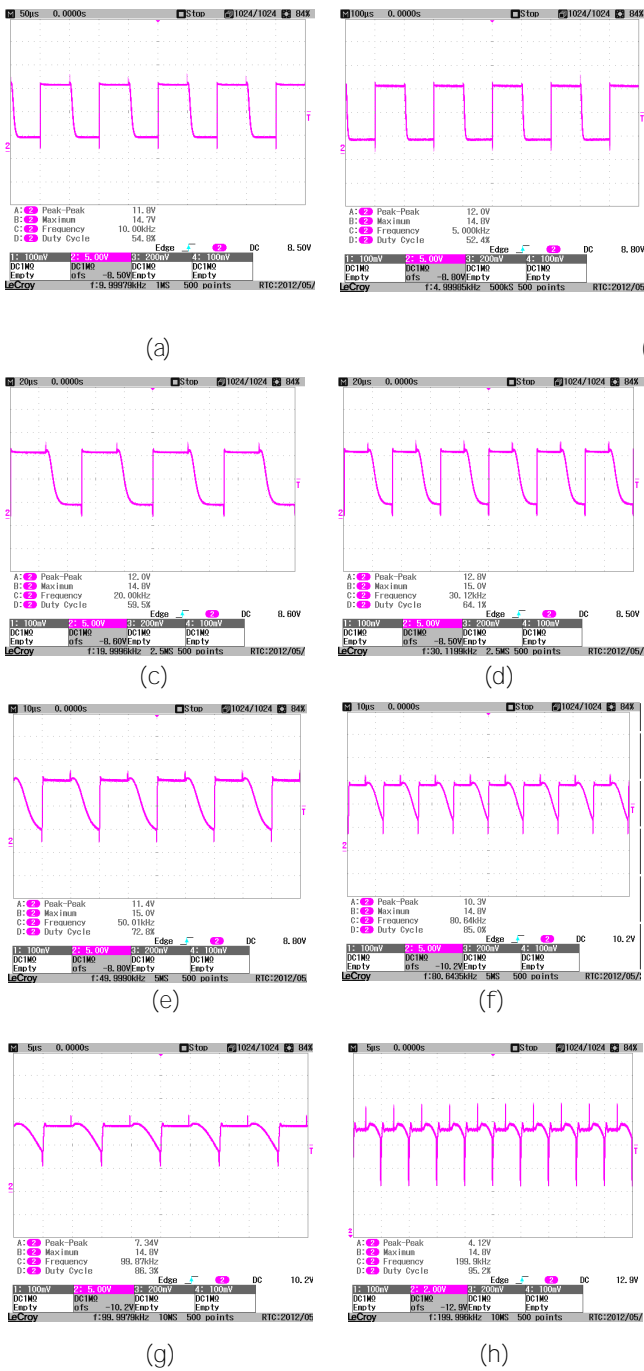 M 50µs 0.0000s Stop 1024/1024 84%
T
2
A: 2 Peak-Peak 11.8V
B: 2 Maximum 14.7V
C: 2 Frequency 10.00kHz
D: 2 Duty Cycle 54.8%
Edge 2 DC 8.50V
1: 100mV 2: 5.00V 3: 200mV 4: 100mV
DC1MΩ DC1MΩ DC1MΩ DC1MΩ
Empty ofs -8.50V Empty Empty
LeCroy f:9.99979kHz 1MS 500 points RTC:2012/05/
(a)
M 100µs 0.0000s Stop 1024/1024 84%
T
2
A: 2 Peak-Peak 12.0V
B: 2 Maximum 14.8V
C: 2 Frequency 5.000kHz
D: 2 Duty Cycle 52.4%
Edge 2 DC 8.80V
1: 100mV 2: 5.00V 3: 200mV 4: 100mV
DC1MΩ DC1MΩ DC1MΩ DC1MΩ
Empty ofs -8.80V Empty Empty
LeCroy f:4.99985kHz 500kS 500 points RTC:2012/05/
(
M 20µs 0.0000s Stop 1024/1024 84%
T
2
A: 2 Peak-Peak 12.0V
B: 2 Maximum 14.8V
C: 2 Frequency 20.00kHz
D: 2 Duty Cycle 59.5%
Edge 2 DC 8.60V
1: 100mV 2: 5.00V 3: 200mV 4: 100mV
DC1MΩ DC1MΩ DC1MΩ DC1MΩ
Empty ofs -8.60V Empty Empty
LeCroy f:19.9996kHz 2.5MS 500 points RTC:2012/05/
(c)
M 20µs 0.0000s Stop 1024/1024 84%
T
2
A: 2 Peak-Peak 12.8V
B: 2 Maximum 15.0V
C: 2 Frequency 30.12kHz
D: 2 Duty Cycle 64.1%
Edge 2 DC 8.50V
1: 100mV 2: 5.00V 3: 200mV 4: 100mV
DC1MΩ DC1MΩ DC1MΩ DC1MΩ
Empty ofs -8.50V Empty Empty
LeCroy f:30.1199kHz 2.5MS 500 points RTC:2012/05/
(d)
M 10µs 0.0000s Stop 1024/1024 84%
T
2
A: 2 Peak-Peak 11.4V
B: 2 Maximum 15.0V
C: 2 Frequency 50.01kHz
D: 2 Duty Cycle 72.8%
Edge 2 DC 8.80V
1: 100mV 2: 5.00V 3: 200mV 4: 100mV
DC1MΩ DC1MΩ DC1MΩ DC1MΩ
Empty ofs -8.80V Empty Empty
LeCroy f:49.9990kHz 5MS 500 points RTC:2012/05
(e)
M 10µs 0.0000s Stop 1024/1024 84%
T
2
A: 2 Peak-Peak 10.3V
B: 2 Maximum 14.8V
C: 2 Frequency 80.64kHz
D: 2 Duty Cycle 85.0%
Edge 2 DC 10.2V
1: 100mV 2: 5.00V 3: 200mV 4: 100mV
DC1MΩ DC1MΩ DC1MΩ DC1MΩ
Empty ofs -10.2V Empty Empty
LeCroy f:80.6435kHz 5MS 500 points RTC:2012/05/
(f)
M 5µs 0.0000s Stop 1024/1024 84%
T
2
A: 2 Peak-Peak 7.34V
B: 2 Maximum 14.8V
C: 2 Frequency 99.87kHz
D: 2 Duty Cycle 86.3%
Edge 2 DC 10.2V
1: 100mV 2: 5.00V 3: 200mV 4: 100mV
DC1MΩ DC1MΩ DC1MΩ DC1MΩ
Empty ofs -10.2V Empty Empty
LeCroy f:99.9979kHz 10MS 500 points RTC:2012/05
(g)
M 5µs 0.0000s Stop 1024/1024 84%
T
2
A: 2 Peak-Peak 4.12V
B: 2 Maximum 14.8V
C: 2 Frequency 199.9kHz
D: 2 Duty Cycle 95.2%
Edge 2 DC 12.9V
1: 100mV 2: 2.00V 3: 200mV 4: 100mV
DC1MΩ DC1MΩ DC1MΩ DC1MΩ
Empty ofs -12.9V Empty Empty
LeCroy f:199.996kHz 10MS 500 points RTC:2012/05/
(h)